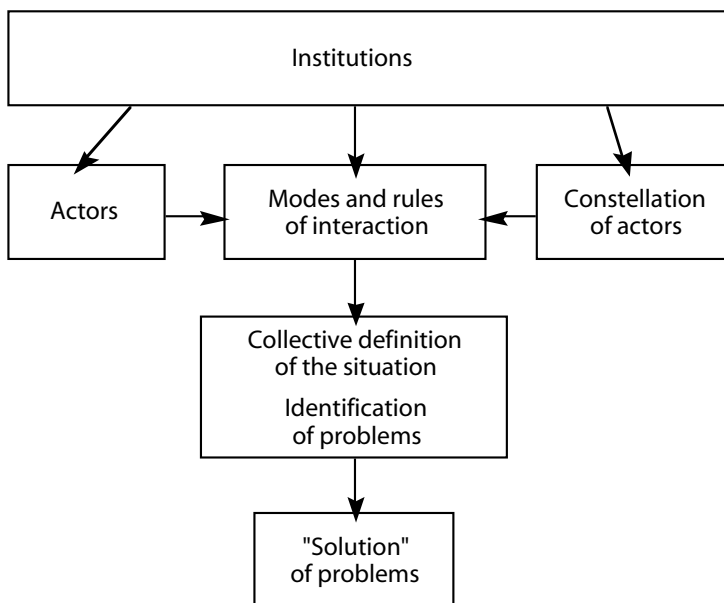 Institutions
Actors
Modes and rules
of interaction
Constellation
of actors
Collective definition
of the situation
Identification
of problems
"Solution"
of problems